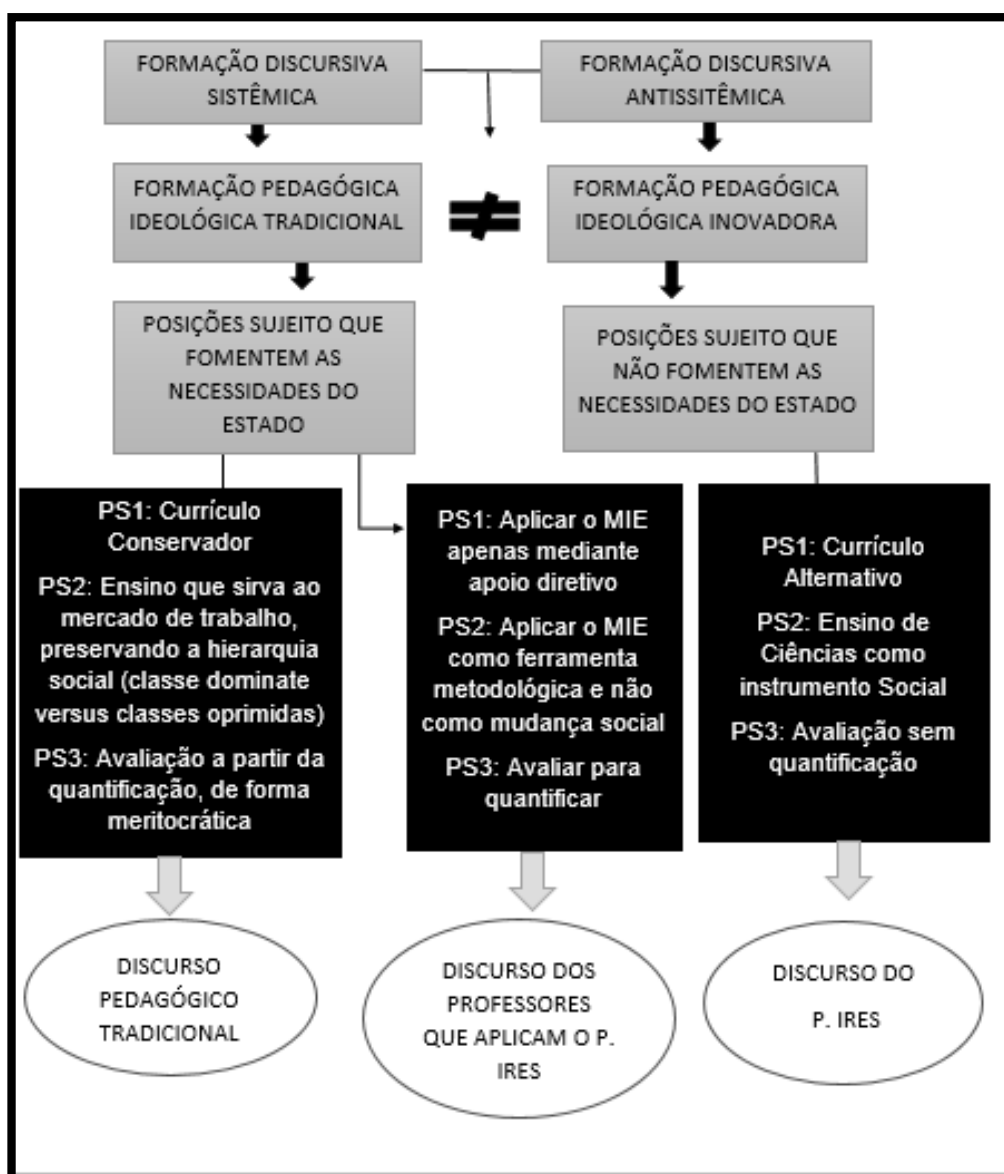 FORMAÇÃO DISCURSIVA
SISTÊMICA
FORMAÇÃO DISCURSIVA
ANTISSITÊMICA
FORMAÇÃO PEDAGÓGICA
IDEOLÓGICA TRADICIONAL
≠
FORMAÇÃO PEDAGÓGICA
IDEOLÓGICA INOVADORA
POSIÇÕES SUJEITO QUE
FOMENTEM AS
NECESSIDADES DO
ESTADO
POSIÇÕES SUJEITO QUE
NÃO FOMENTEM AS
NECESSIDADES DO ESTADO
PS1: Currículo
Conservador
PS2: Ensino que sirva ao
mercado de trabalho,
preservando a hierarquia
social (classe dominate
versus classes oprimidas)
PS3: Avaliação a partir da
quantificação, de forma
meritocrática
PS1: Aplicar o MIE
apenas mediante
apoio diretivo
PS2: Aplicar o MIE
como ferramenta
metodológica e não
como mudança social
PS3: Avaliar para
quantificar
PS1: Currículo
Alternativo
PS2: Ensino de
Ciências como
instrumento Social
PS3: Avaliação sem
quantificação
DISCURSO
PEDAGÓGICO
TRADICIONAL
DISCURSO DOS
PROFESSORES
QUE APLICAM O P.
IRES
DISCURSO DO
P. IRES